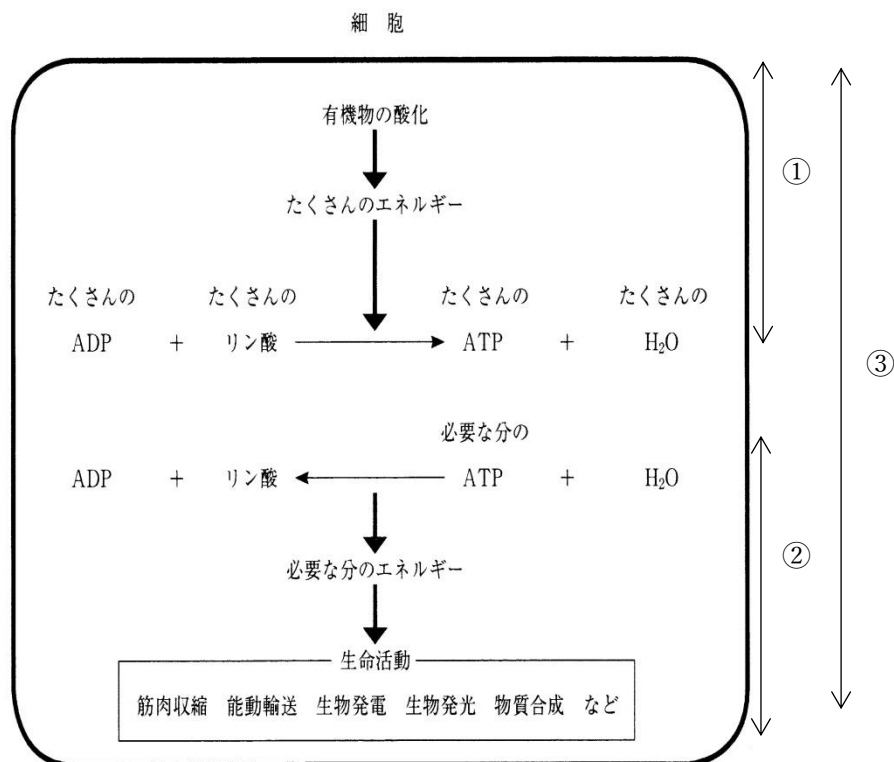 細 胞
有機物の酸化
①
たくさんのエネルギー
たくさんの たくさんの たくさんの たくさんの
ADP + リン酸 ATP + H₂O
③
必要な分の
ADP + リン酸 ATP + H₂O
②
必要な分のエネルギー
生命活動
筋肉収縮 能動輸送 生物発電 生物発光 物質合成 など